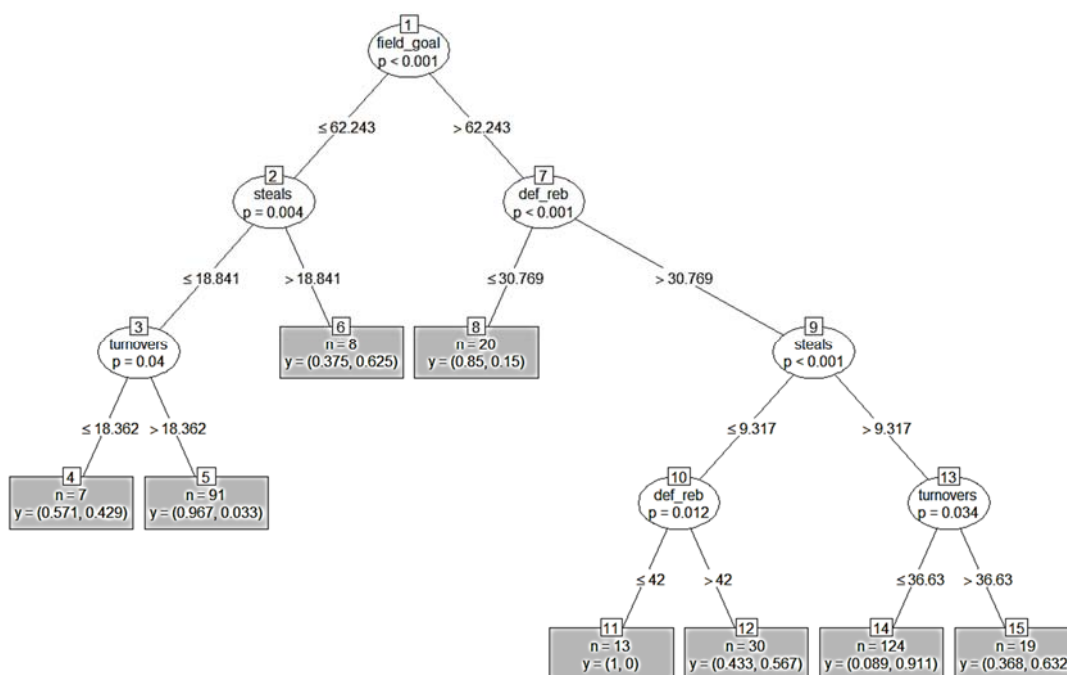 1
field_goal
p < 0.001
≤ 62.243
> 62.243
2
steals
p = 0.004
7
def_reb
p < 0.001
≤ 18.841
> 18.841
≤ 30.769
> 30.769
3
turnovers
p = 0.04
6
n = 8
y = (0.375, 0.625)
8
n = 20
y = (0.85, 0.15)
9
steals
p < 0.001
≤ 18.362
> 18.362
≤ 9.317
> 9.317
4
n = 7
y = (0.571, 0.429)
5
n = 91
y = (0.967, 0.033)
10
def_reb
p = 0.012
13
turnovers
p = 0.034
≤ 42
> 42
≤ 36.63
> 36.63
11
n = 13
y = (1, 0)
12
n = 30
y = (0.433, 0.567)
14
n = 124
y = (0.089, 0.911)
15
n = 19
y = (0.368, 0.632